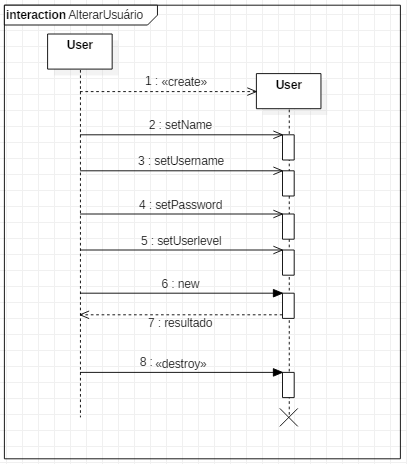 interaction AlterarUsuário
User
User
1 : «create»
2 : setName
3 : setUsername
4 : setPassword
5 : setUserlevel
6 : new
7 : resultado
8 : «destroy»